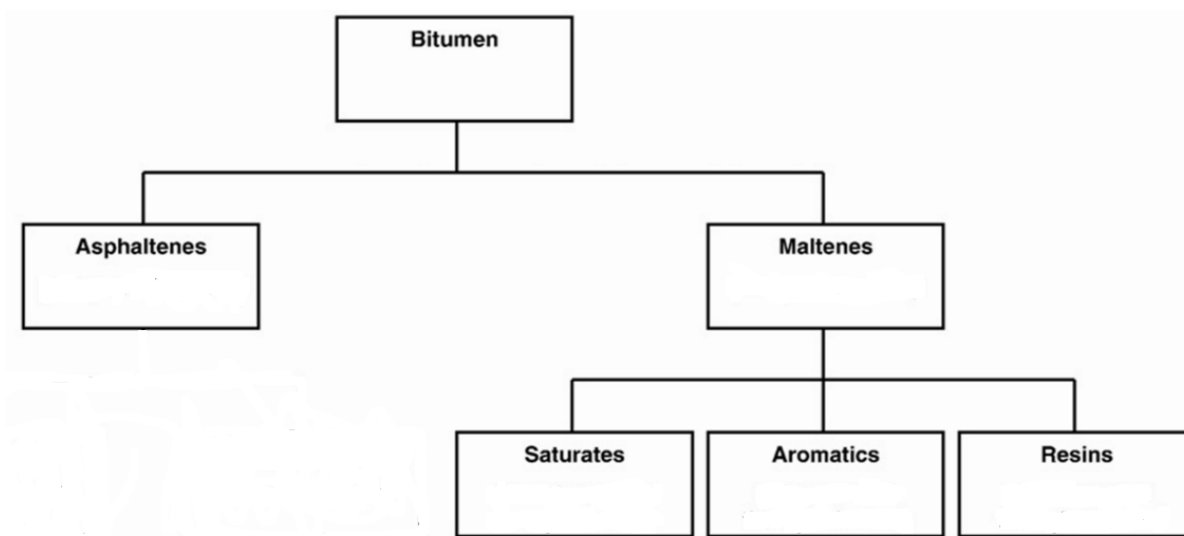 Bitumen
Asphaltenes
Maltenes
Saturates
Aromatics
Resins